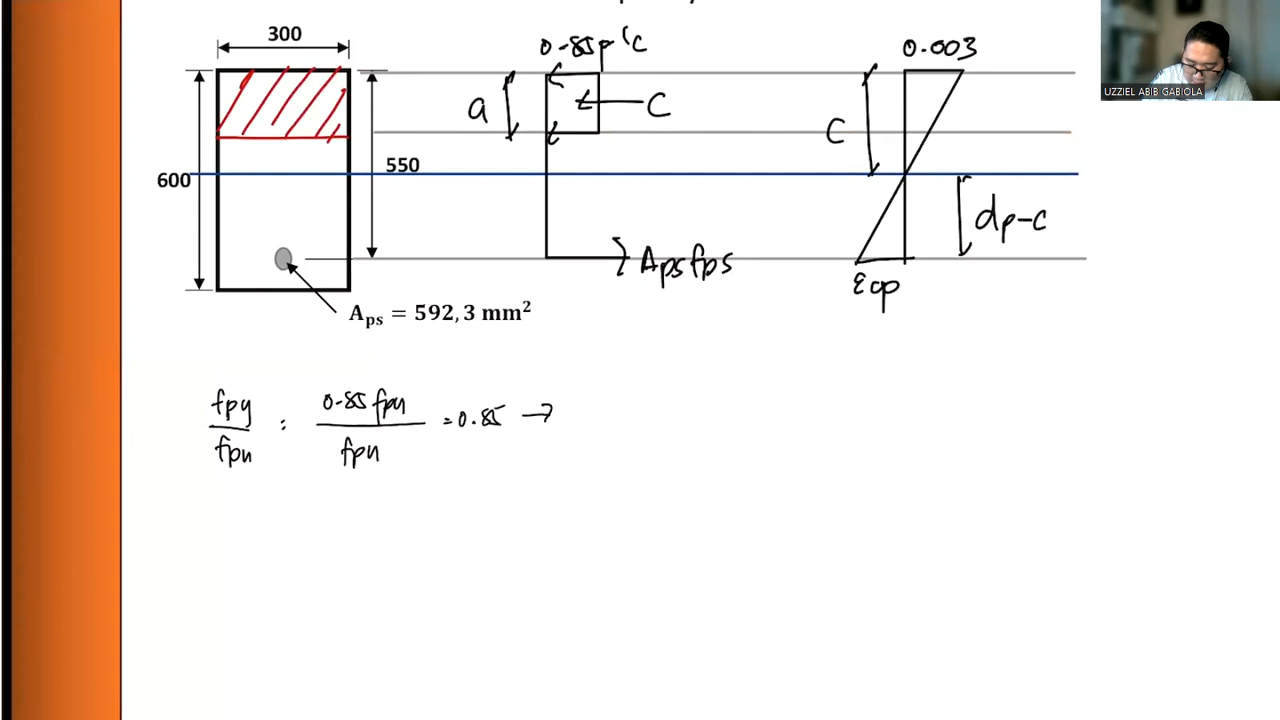 300
0.85f'c
0.003
UZZIEL ABIB GABIOLA
a
C
c
550
600
dp-c
Apsfps
εcp
Aps = 592,3 mm²
fpy / fpu : 0.85 fpu / fpu = 0.85 →